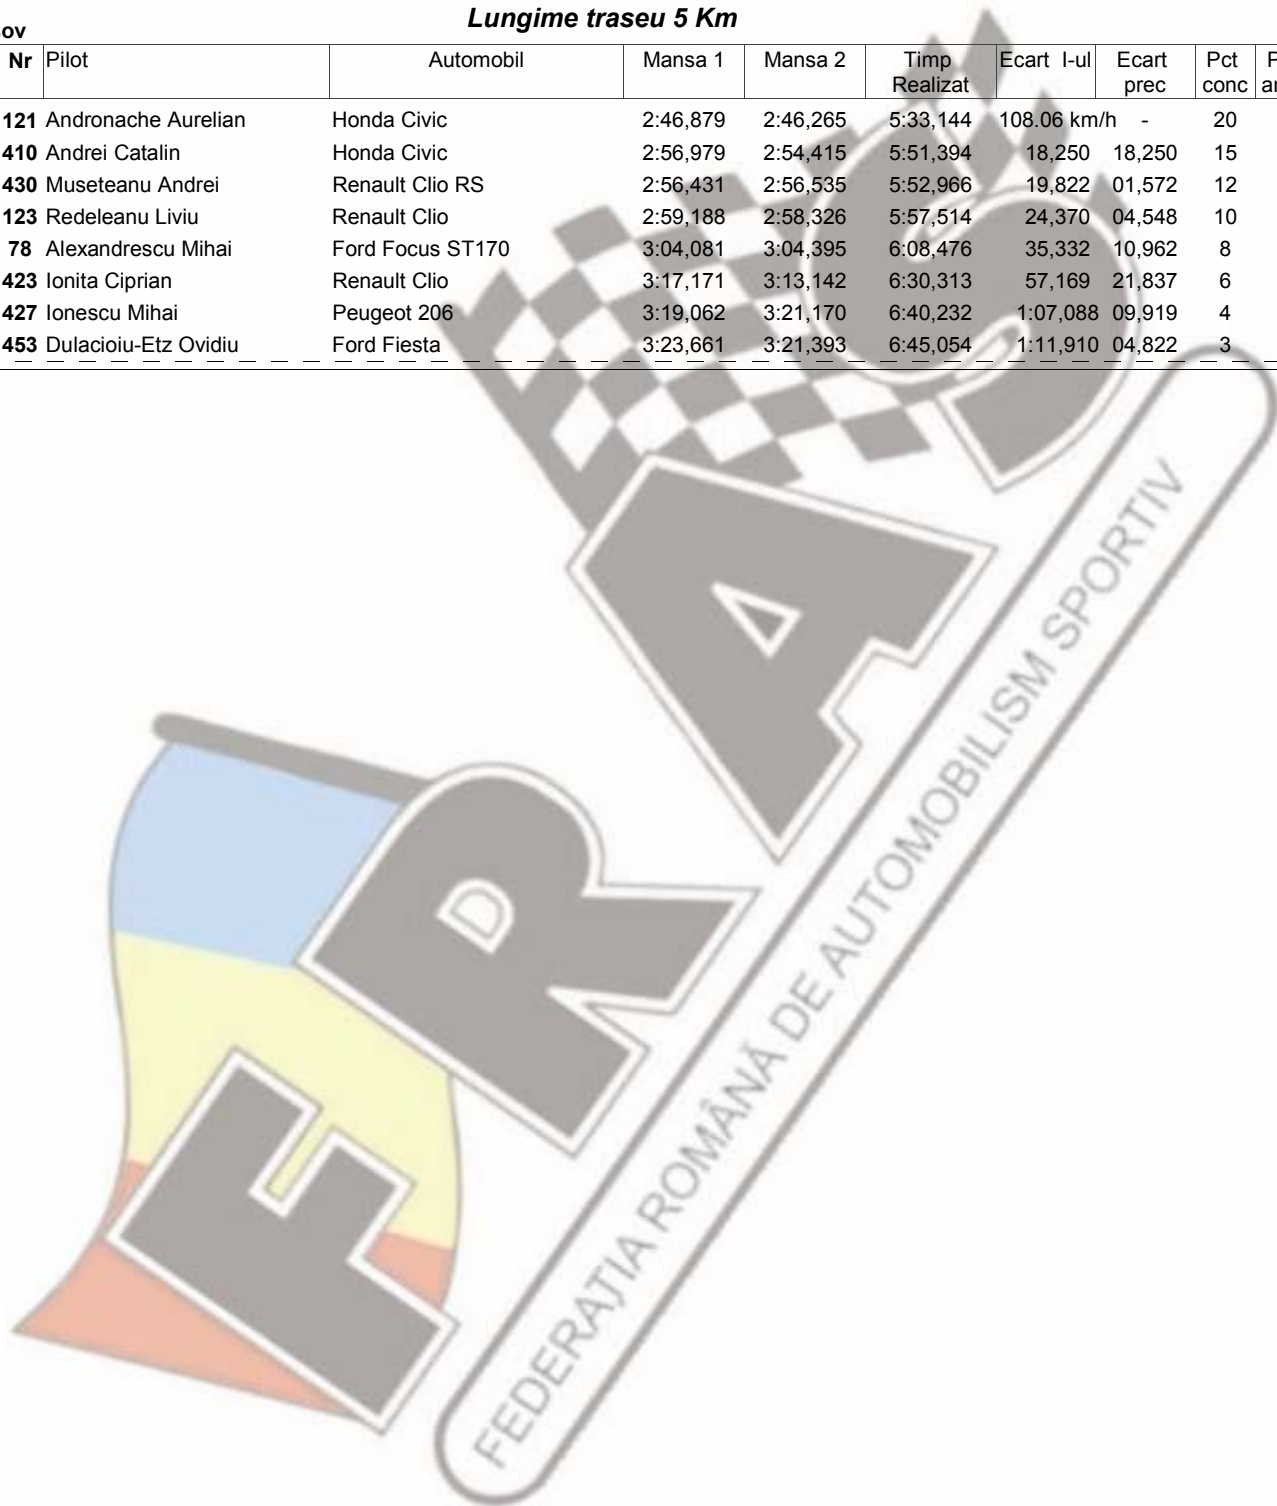 Lungime traseu 5 Km
ov
Nr Pilot Automobil Mansa 1 Mansa 2 Timp Realizat Ecart I-ul Ecart prec Pct conc
121 Andronache Aurelian Honda Civic 2:46,879 2:46,265 5:33,144 108.06 km/h - 20
410 Andrei Catalin Honda Civic 2:56,979 2:54,415 5:51,394 18,250 18,250 15
430 Museteanu Andrei Renault Clio RS 2:56,431 2:56,535 5:52,966 19,822 01,572 12
123 Redeleanu Liviu Renault Clio 2:59,188 2:58,326 5:57,514 24,370 04,548 10
78 Alexandrescu Mihai Ford Focus ST170 3:04,081 3:04,395 6:08,476 35,332 10,962 8
423 Ionita Ciprian Renault Clio 3:17,171 3:13,142 6:30,313 57,169 21,837 6
427 Ionescu Mihai Peugeot 206 3:19,062 3:21,170 6:40,232 1:07,088 09,919 4
453 Dulacioiu-Etz Ovidiu Ford Fiesta 3:23,661 3:21,393 6:45,054 1:11,910 04,822 3
FRAS
FEDERAȚIA ROMÂNĂ DE AUTOMOBILISM SPORTIV